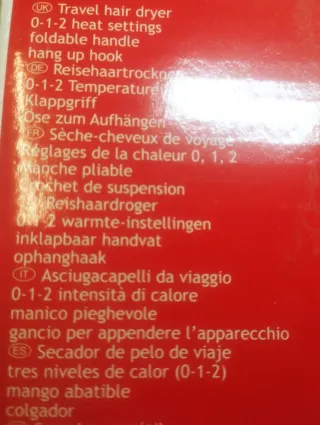 UK Travel hair dryer
0-1-2 heat settings
foldable handle
hang up hook
DE
0-1-2
Klappgriff
Öse zum Aufhängen
FR Sèche-cheveux de voyage
Réglages de la chaleur 0, 1, 2
Manche pliable
Crochet de suspension
Reishaardroger
0-1-2 warmte-instellingen
inklapbaar handvat
ophanghaak
IT Asciugacapelli da viaggio
0-1-2 intensità di calore
manico pieghevole
gancio per appendere l'apparecchio
ES Secador de pelo de viaje
tres niveles de calor (0-1-2)
mango abatible
colgador